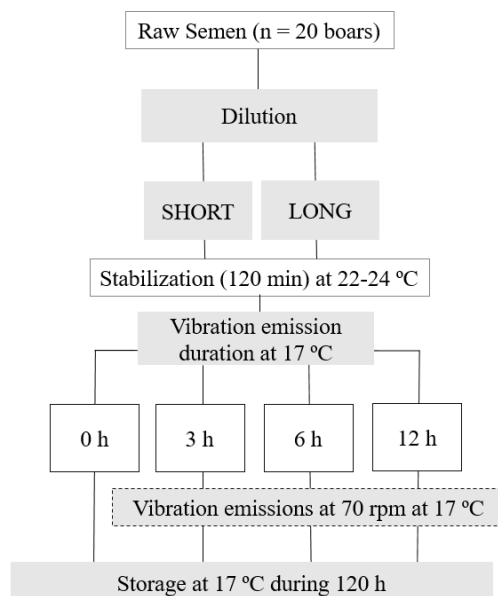 Raw Semen (n = 20 boars)
Dilution
SHORT
LONG
Stabilization (120 min) at 22-24 ºC
Vibration emission
duration at 17 ºC
0 h
3 h
6 h
12 h
Vibration emissions at 70 rpm at 17 ºC
Storage at 17 ºC during 120 h